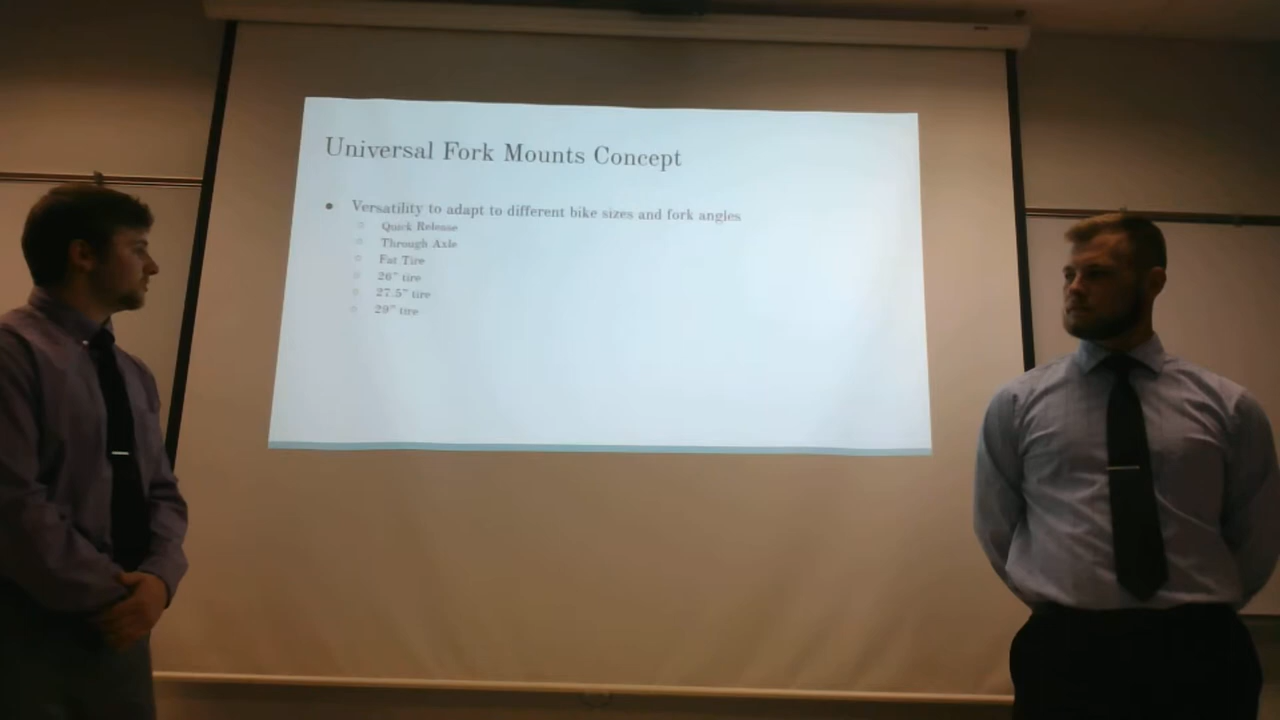 Universal Fork Mounts Concept
● Versatility to adapt to different bike sizes and fork angles
○ Quick Release
○ Through Axle
○ Fat Tire
○ 26" tire
○ 27.5" tire
○ 29" tire